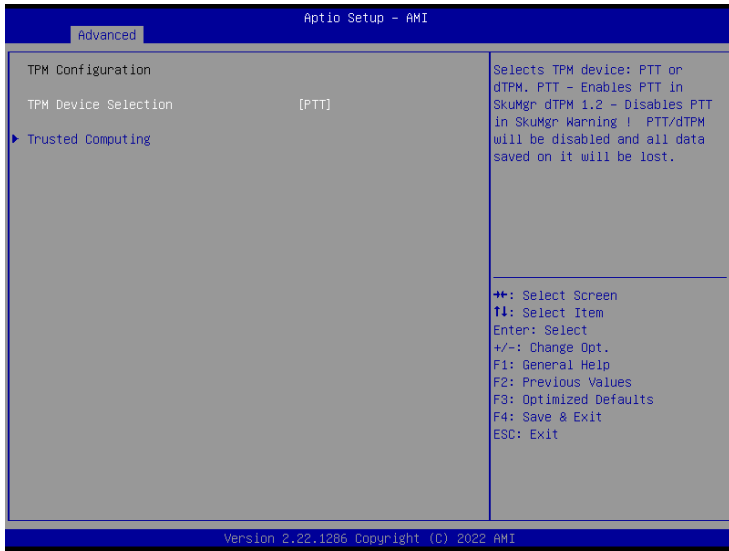 Aptio Setup – AMI
Advanced
TPM Configuration
TPM Device Selection [PTT]
Trusted Computing
Selects TPM device: PTT or
dTPM. PTT – Enables PTT in
SkuMgr dTPM 1.2 – Disables PTT
in SkuMgr Warning ! PTT/dTPM
will be disabled and all data
saved on it will be lost.
→←: Select Screen
↑↓: Select Item
Enter: Select
+/–: Change Opt.
F1: General Help
F2: Previous Values
F3: Optimized Defaults
F4: Save & Exit
ESC: Exit
Version 2.22.1286 Copyright (C) 2022 AMI